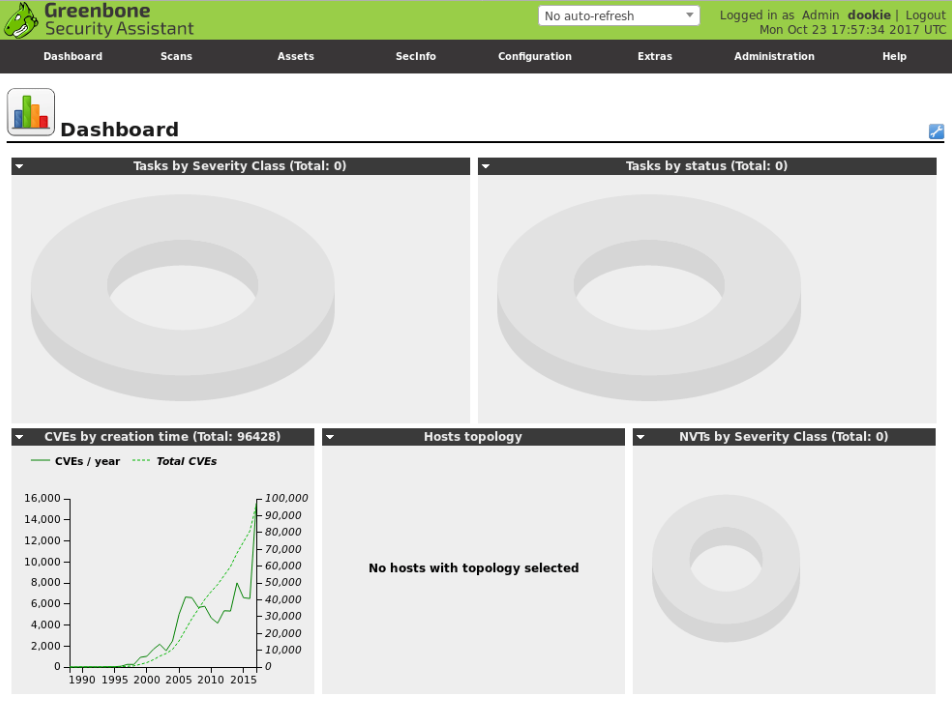 Greenbone
Security Assistant
No auto-refresh
Logged in as Admin dookie | Logout
Mon Oct 23 17:57:34 2017 UTC
Dashboard Scans Assets SecInfo Configuration Extras Administration Help
Dashboard
Tasks by Severity Class (Total: 0)
Tasks by status (Total: 0)
CVEs by creation time (Total: 96428)
CVEs / year Total CVEs
16,000
14,000
12,000
10,000
8,000
6,000
4,000
2,000
0
100,000
90,000
80,000
70,000
60,000
50,000
40,000
30,000
20,000
10,000
0
1990 1995 2000 2005 2010 2015
Hosts topology
No hosts with topology selected
NVTs by Severity Class (Total: 0)